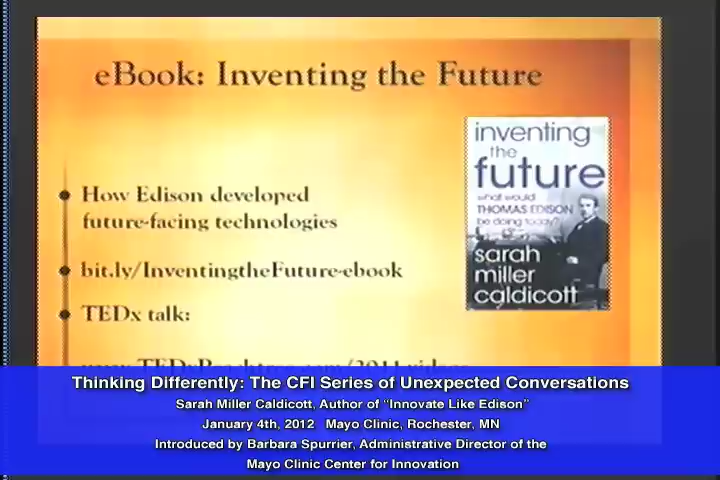 eBook: Inventing the Future
inventing
the
future
what would
THOMAS EDISON
be doing today?
sarah
miller
caldicott
How Edison developed
future-facing technologies
bit.ly/InventingtheFuture-ebook
TEDx talk:
Thinking Differently: The CFI Series of Unexpected Conversations
Sarah Miller Caldicott, Author of “Innovate Like Edison”
January 4th, 2012 Mayo Clinic, Rochester, MN
Introduced by Barbara Spurrier, Administrative Director of the
Mayo Clinic Center for Innovation